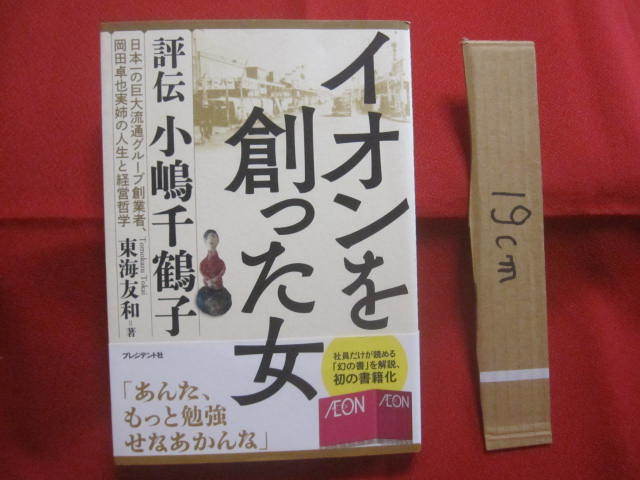 イオンを
創った女
評伝 小嶋千鶴子
日本一の巨大流通グループ創業者、
岡田卓也実姉の人生と経営哲学
Tomokazu Tokai
東海友和=著
プレジデント社
社員だけが読める
「幻の書」を解説、
初の書籍化
「あんた、
もっと勉強
せなあかんな」
ÆON
ÆON
19cm